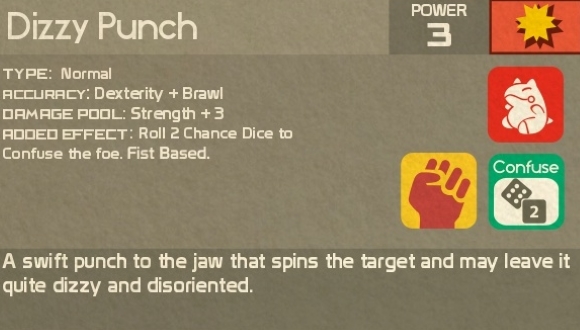 Dizzy Punch
POWER
3
TYPE: Normal
ACCURACY: Dexterity + Brawl
DAMAGE POOL: Strength + 3
ADDED EFFECT: Roll 2 Chance Dice to
Confuse the foe. Fist Based.
Confuse
2
A swift punch to the jaw that spins the target and may leave it
quite dizzy and disoriented.